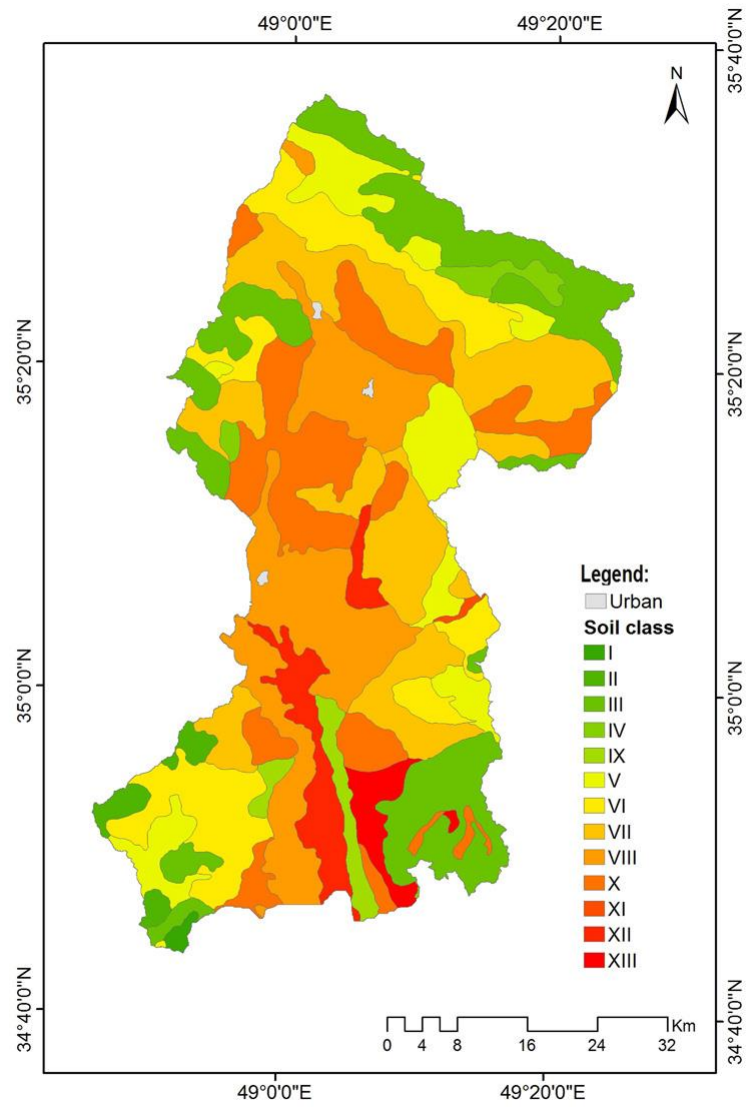 49°0'0"E
49°20'0"E
35°40'0"N
N
35°20'0"N
35°20'0"N
Legend:
Urban
Soil class
I
II
III
IV
IX
V
VI
VII
VIII
X
XI
XII
XIII
35°0'0"N
35°0'0"N
34°40'0"N
34°40'0"N
Km
0 4 8 16 24 32
49°0'0"E
49°20'0"E